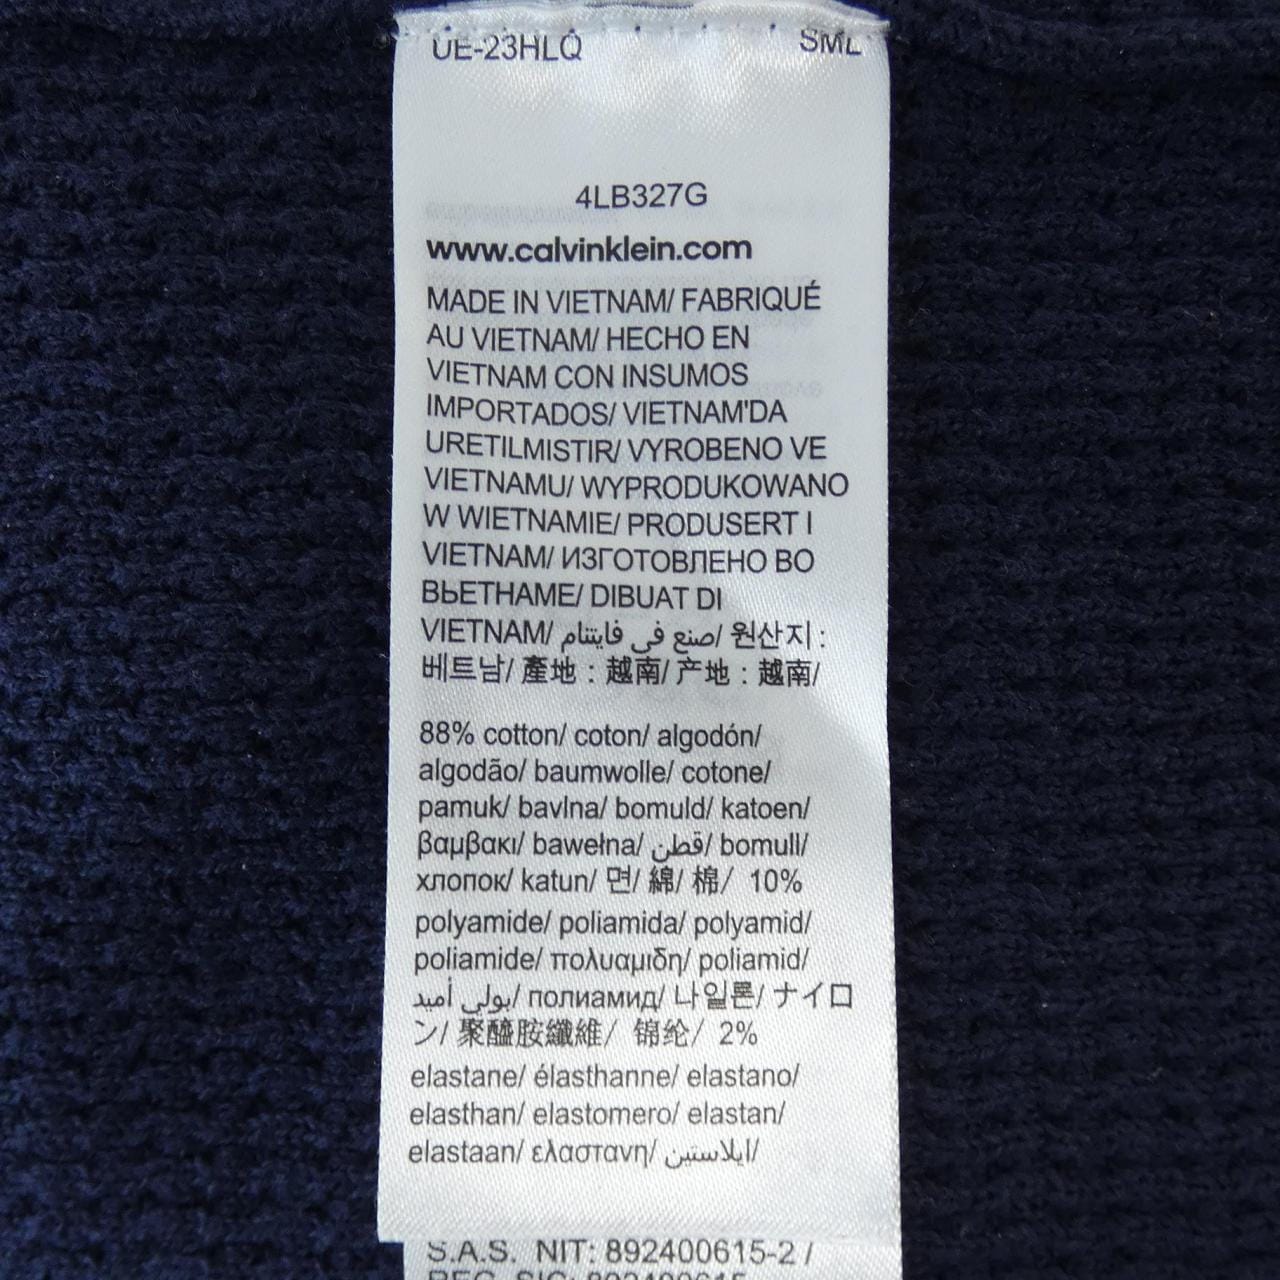 UE-23HLQ SML
4LB327G
www.calvinklein.com
MADE IN VIETNAM/ FABRIQUÉ
AU VIETNAM/ HECHO EN
VIETNAM CON INSUMOS
IMPORTADOS/ VIETNAM'DA
URETILMISTIR/ VYROBENO VE
VIETNAMU/ WYPRODUKOWANO
W WIETNAMIE/ PRODUSERT I
VIETNAM/ ИЗГОТОВЛЕНО ВО
ВЬЕТНАМЕ/ DIBUAT DI
VIETNAM/ صنع في فايتنام/ 원산지 :
베트남/ 產地 : 越南/ 产地 : 越南/
88% cotton/ coton/ algodón/
algodão/ baumwolle/ cotone/
pamuk/ bavlna/ bomuld/ katoen/
βαμβακι/ bawełna/ قطن/ bomull/
хлопок/ katun/ 면/ 綿/ 棉/ 10%
polyamide/ poliamida/ polyamid/
poliamide/ πολυαμιδη/ poliamid/
بولي أميد/ полиамид/ 나일론/ ナイロ
ン/ 聚醯胺纖維/ 锦纶/ 2%
elastane/ élasthanne/ elastano/
elasthan/ elastomero/ elastan/
elastaan/ ελαστανη/ ايلاستين/
S.A.S. NIT: 892400615-2 /
REG. SIC: 892400615